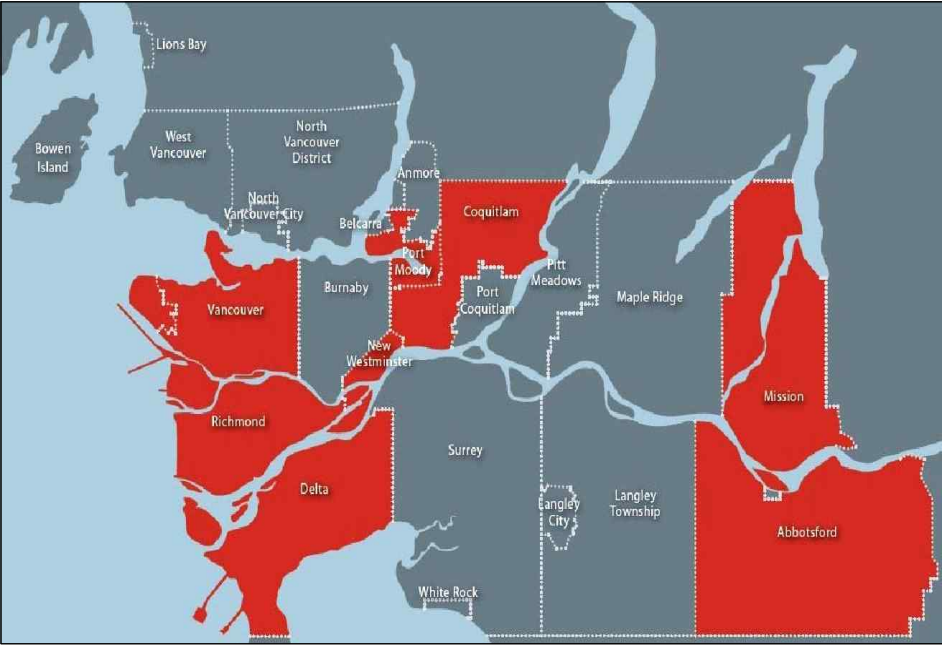 Lions Bay
Bowen
Island
West
Vancouver
North
Vancouver
District
North
Vancouver City
Anmore
Belcarra
Coquitlam
Port
Moody
Vancouver
Burnaby
Port
Coquitlam
Pitt
Meadows
Maple Ridge
New
Westminster
Mission
Richmond
Surrey
Delta
Langley
City
Langley
Township
Abbotsford
White Rock